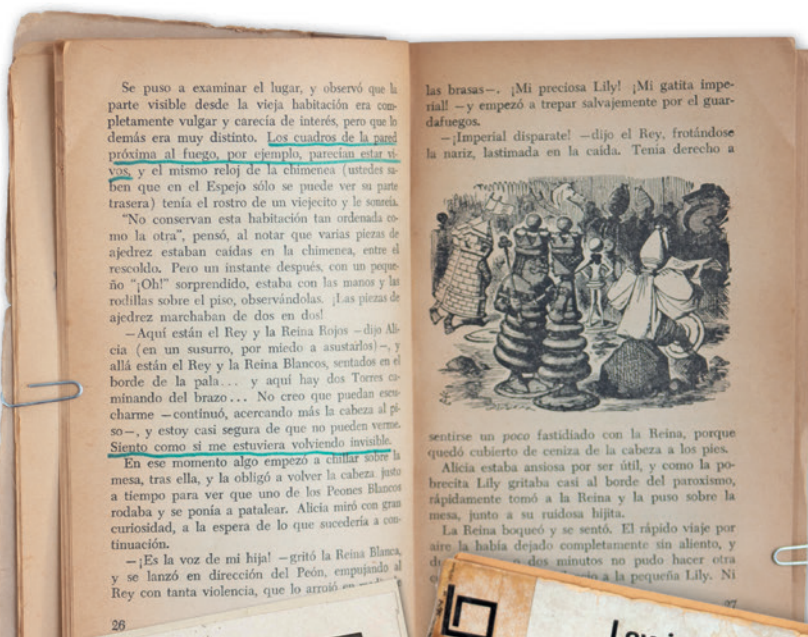 Se puso a examinar el lugar, y observó que la
parte visible desde la vieja habitación era com-
pletamente vulgar y carecía de interés, pero que lo
demás era muy distinto. Los cuadros de la pared
próxima al fuego, por ejemplo, parecían estar vi-
vos, y el mismo reloj de la chimenea (ustedes sa-
ben que en el Espejo sólo se puede ver su parte
trasera) tenía el rostro de un viejecito y le sonreía.
"No conservan esta habitación tan ordenada co-
mo la otra", pensó, al notar que varias piezas de
ajedrez estaban caídas en la chimenea, entre el
rescoldo. Pero un instante después, con un peque-
ño "¡Oh!" sorprendido, estaba con las manos y las
rodillas sobre el piso, observándolas. ¡Las piezas de
ajedrez marchaban de dos en dos!
—Aquí están el Rey y la Reina Rojos —dijo Ali-
cia (en un susurro, por miedo a asustarlos)—, y
allá están el Rey y la Reina Blancos, sentados en el
borde de la pala... y aquí hay dos Torres ca-
minando del brazo... No creo que puedan escu-
charme —continuó, acercando más la cabeza al pi-
so—, y estoy casi segura de que no pueden verme.
Siento como si me estuviera volviendo invisible.
En ese momento algo empezó a chillar sobre la
mesa, tras ella, y la obligó a volver la cabeza justo
a tiempo para ver que uno de los Peones Blancos
rodaba y se ponía a patalear. Alicia miró con gran
curiosidad, a la espera de lo que sucedería a con-
tinuación.
—¡Es la voz de mi hija! —gritó la Reina Blanca,
y se lanzó en dirección del Peón, empujando al
Rey con tanta violencia, que lo arrojó en
26
las brasas—. ¡Mi preciosa Lily! ¡Mi gatita impe-
rial! —y empezó a trepar salvajemente por el guar-
dafuegos.
—¡Imperial disparate! —dijo el Rey, frotándose
la nariz, lastimada en la caída. Tenía derecho a
sentirse un poco fastidiado con la Reina, porque
quedó cubierto de ceniza de la cabeza a los pies.
Alicia estaba ansiosa por ser útil, y como la po-
brecita Lily gritaba casi al borde del paroxismo,
rápidamente tomó a la Reina y la puso sobre la
mesa, junto a su ruidosa hijita.
La Reina boqueó y se sentó. El rápido viaje por
aire la había dejado completamente sin aliento, y
dos minutos no pudo hacer otra
a la pequeña Lily. Ni
27